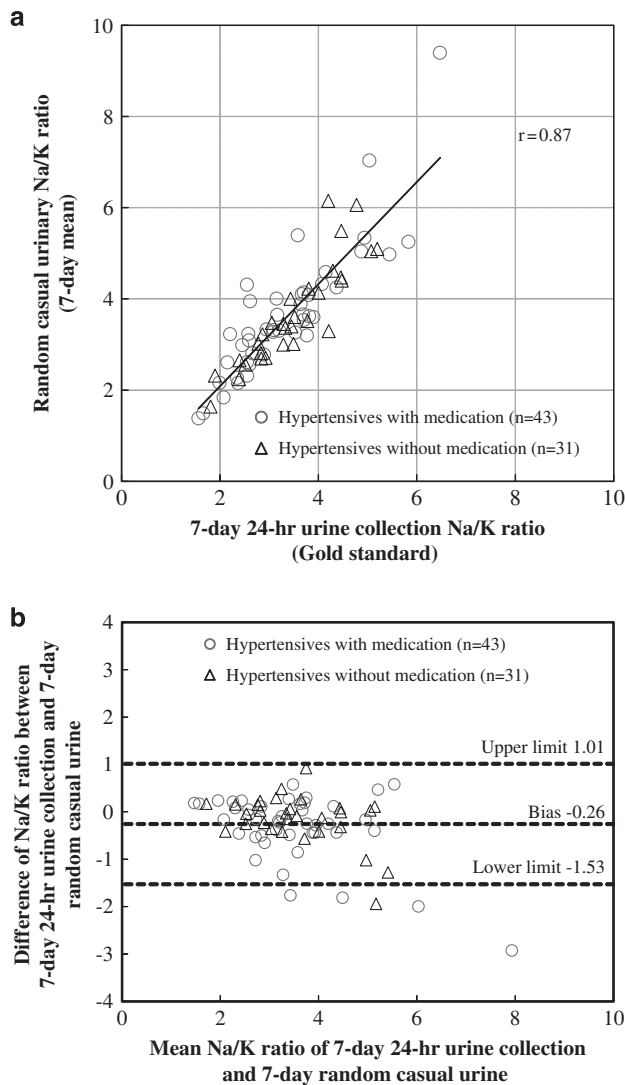 a
10
8
6
4
2
0
Random casual urinary Na/K ratio
(7-day mean)
r=0.87
Hypertensives with medication (n=43)
Hypertensives without medication (n=31)
0 2 4 6 8 10
7-day 24-hr urine collection Na/K ratio
(Gold standard)
b
4
3
2
1
0
-1
-2
-3
-4
Difference of Na/K ratio between
7-day 24-hr urine collection and 7-day
random casual urine
Hypertensives with medication (n=43)
Hypertensives without medication (n=31)
Upper limit 1.01
Bias -0.26
Lower limit -1.53
0 2 4 6 8 10
Mean Na/K ratio of 7-day 24-hr urine collection
and 7-day random casual urine